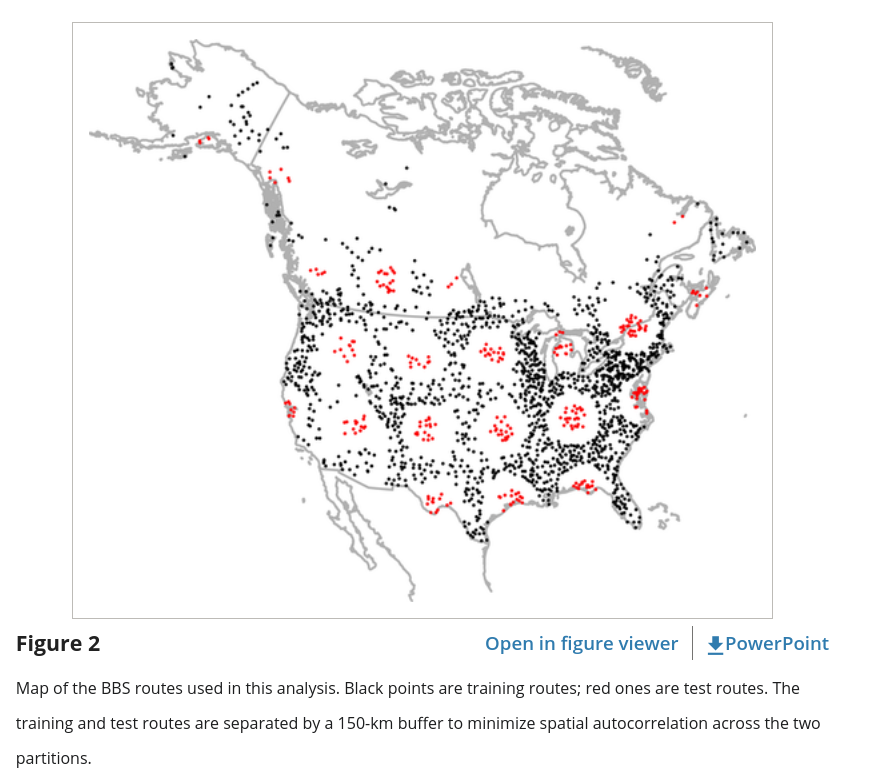 Figure 2
Open in figure viewer
PowerPoint
Map of the BBS routes used in this analysis. Black points are training routes; red ones are test routes. The
training and test routes are separated by a 150-km buffer to minimize spatial autocorrelation across the two
partitions.